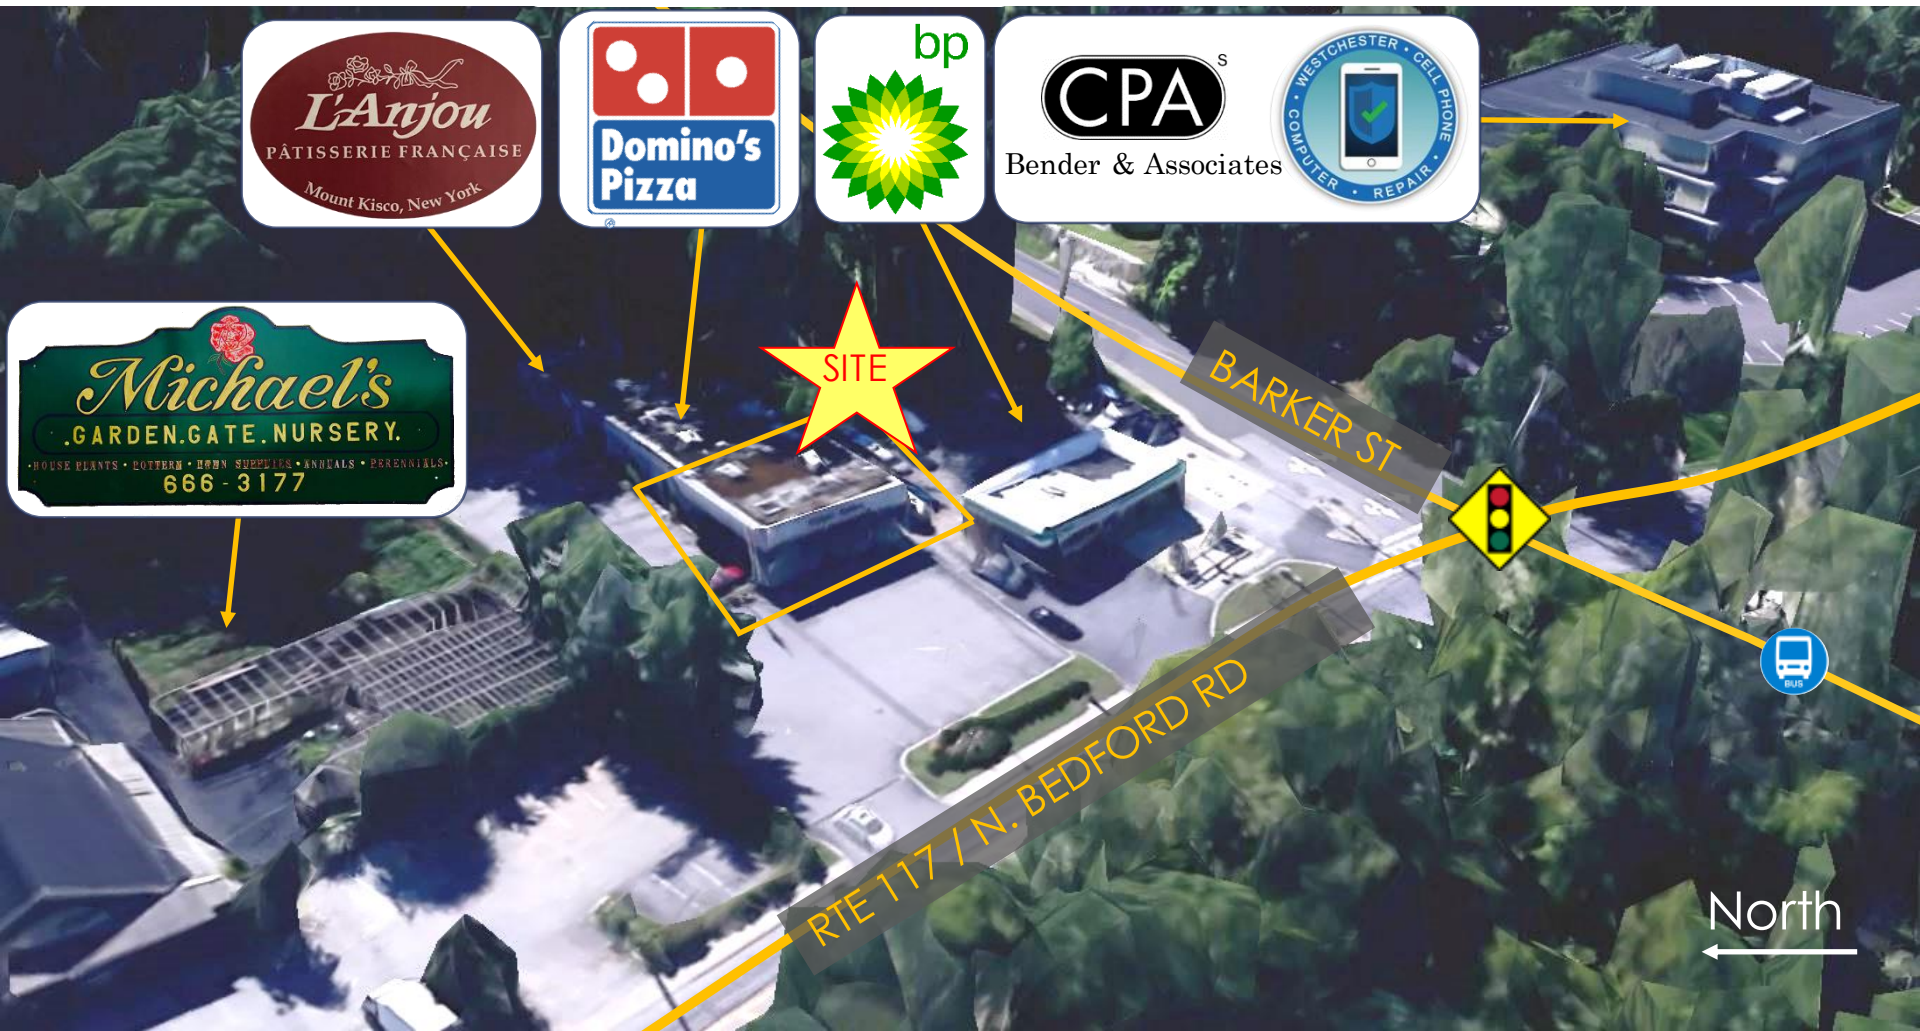 L'Anjou
PÂTISSERIE FRANÇAISE
Mount Kisco, New York
Domino's
Pizza
®
bp
CPA
S
Bender & Associates
WESTCHESTER • CELL PHONE
• COMPUTER • REPAIR •
Michael's
.GARDEN.GATE.NURSERY.
•HOUSE PLANTS • POTTERY • LAWN SUPPLIES • ANNUALS • PERENNIALS•
666-3177
SITE
BARKER ST
BUS
RTE 117 / N. BEDFORD RD
North